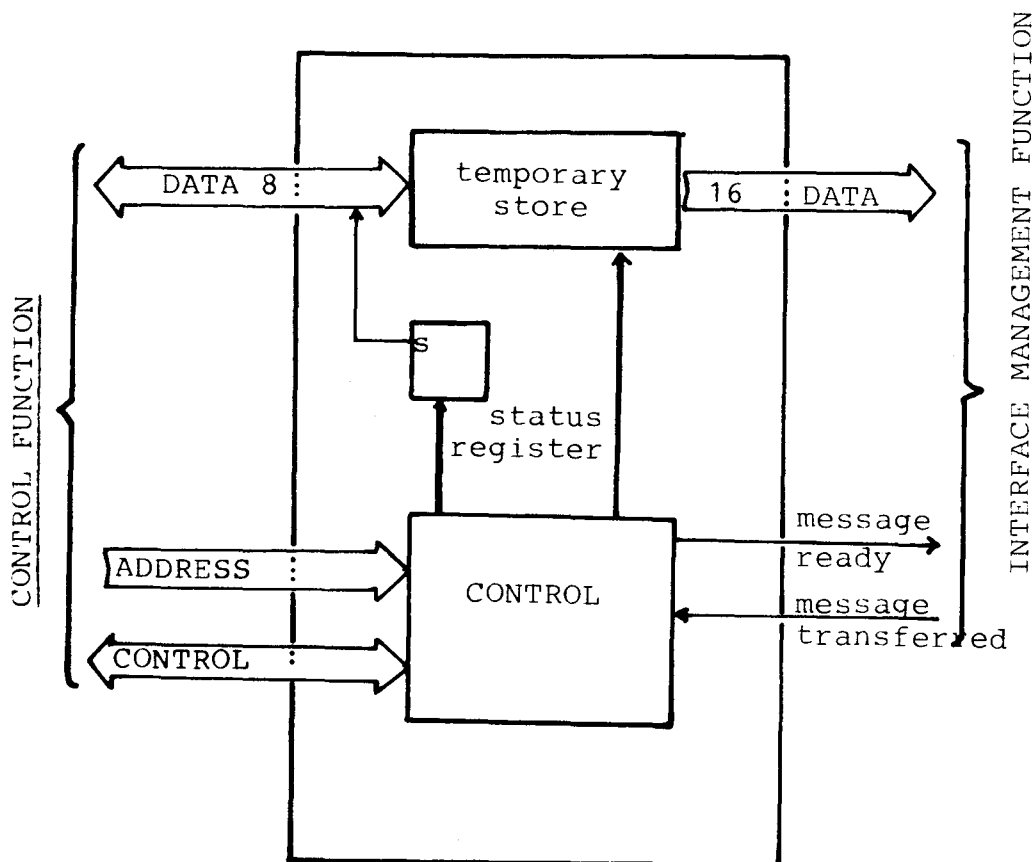 temporary
store
DATA 8
16 DATA
s
status
register
CONTROL FUNCTION
INTERFACE MANAGEMENT FUNCTION
ADDRESS
CONTROL
CONTROL
message
ready
message
transferred